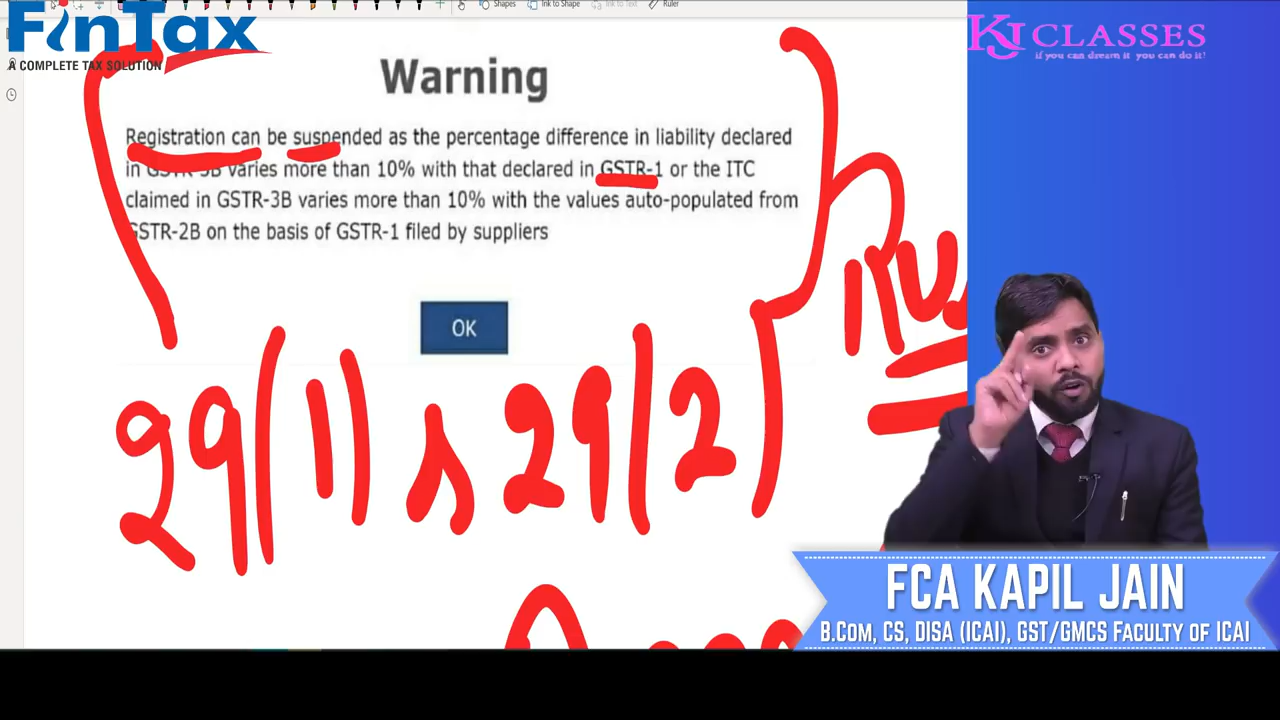 Shapes Ink to Shape Ink to Text Ruler
FinTax
A COMPLETE TAX SOLUTION
KJ CLASSES
if you can dream it you can do it!
Warning
Registration can be suspended as the percentage difference in liability declared
in GSTR-3B varies more than 10% with that declared in GSTR-1 or the ITC
claimed in GSTR-3B varies more than 10% with the values auto-populated from
GSTR-2B on the basis of GSTR-1 filed by suppliers
OK
29(1) & 29(2)
FCA KAPIL JAIN
B.COM, CS, DISA (ICAI), GST/GMCS FACULTY OF ICAI